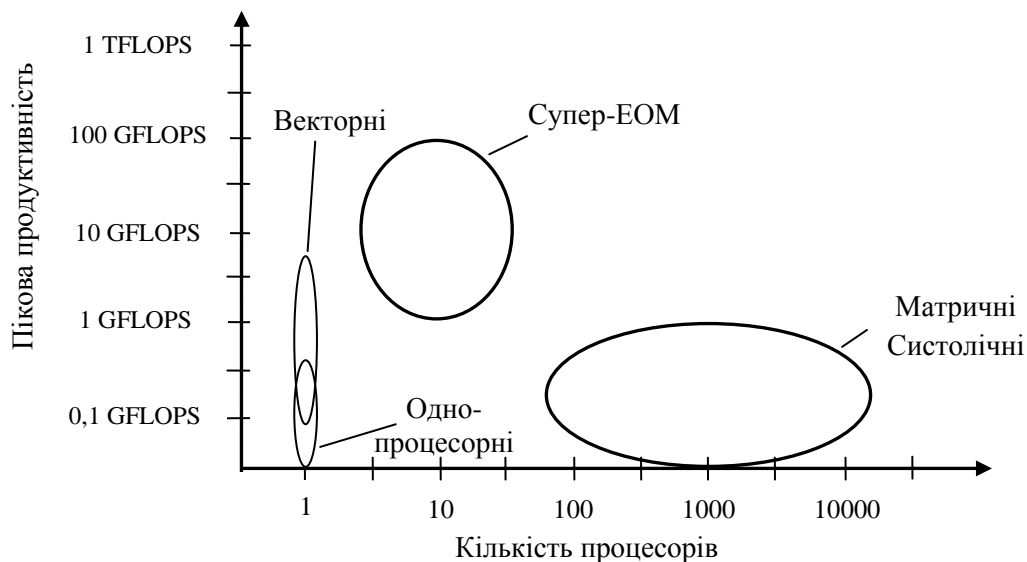 Пікова продуктивність
1 TFLOPS
100 GFLOPS
10 GFLOPS
1 GFLOPS
0,1 GFLOPS
Векторні
Супер-ЕОМ
Матричні
Систолічні
Одно-
процесорні
1
10
100
1000
10000
Кількість процесорів